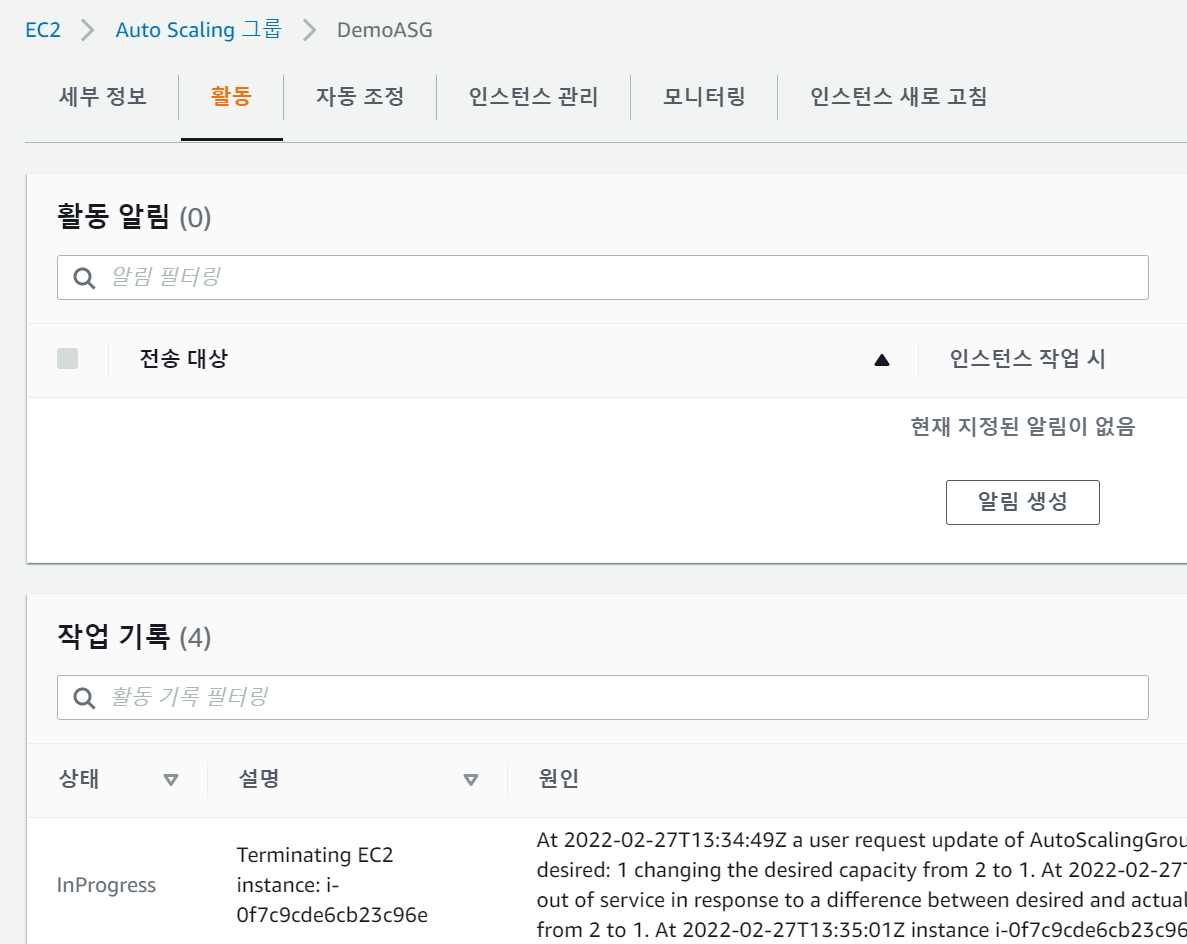 EC2 > Auto Scaling 그룹 > DemoASG
세부 정보 활동 자동 조정 인스턴스 관리 모니터링 인스턴스 새로 고침
활동 알림 (0)
알림 필터링
전송 대상 ▲ 인스턴스 작업 시
현재 지정된 알림이 없음
알림 생성
작업 기록 (4)
활동 기록 필터링
상태 ▽ 설명 ▽ 원인
InProgress
Terminating EC2
instance: i-
0f7c9cde6cb23c96e
At 2022-02-27T13:34:49Z a user request update of AutoScalingGrou
desired: 1 changing the desired capacity from 2 to 1. At 2022-02-27T
out of service in response to a difference between desired and actual
from 2 to 1. At 2022-02-27T13:35:01Z instance i-0f7c9cde6cb23c96